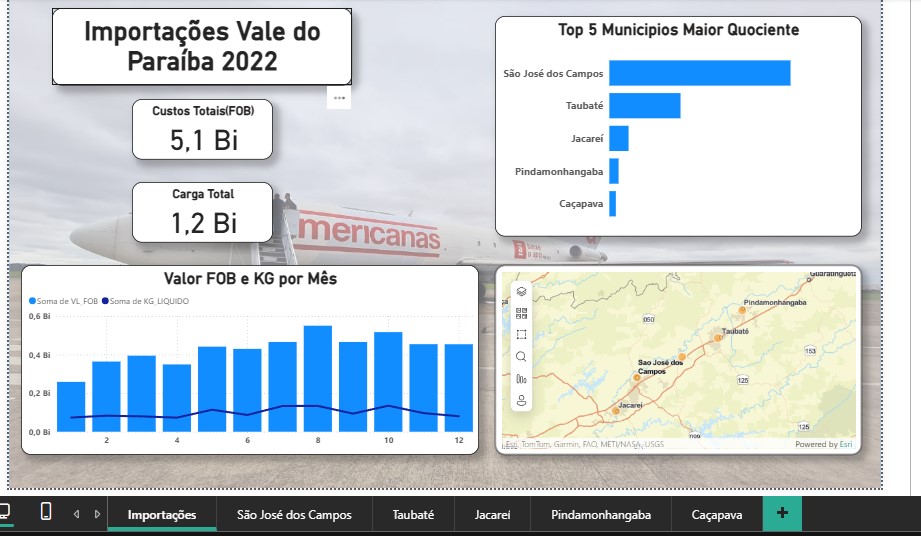 Importações Vale do
Paraíba 2022
Custos Totais(FOB)
5,1 Bi
Carga Total
1,2 Bi
mericanas
Top 5 Municipios Maior Quociente
São José dos Campos
Taubaté
Jacareí
Pindamonhangaba
Caçapava
Valor FOB e KG por Mês
Soma de VL_FOB Soma de KG_LIQUIDO
0,6 Bi
0,4 Bi
0,2 Bi
0,0 Bi
2 4 6 8 10 12
Guaratinguetá
Pindamonhangaba
050
Taubaté
153
Sao José dos
Campos
125
Jacareí
125
099
Esri, TomTom, Garmin, FAO, METI/NASA, USGS
Powered by Esri
Importações São José dos Campos Taubaté Jacareí Pindamonhangaba Caçapava +